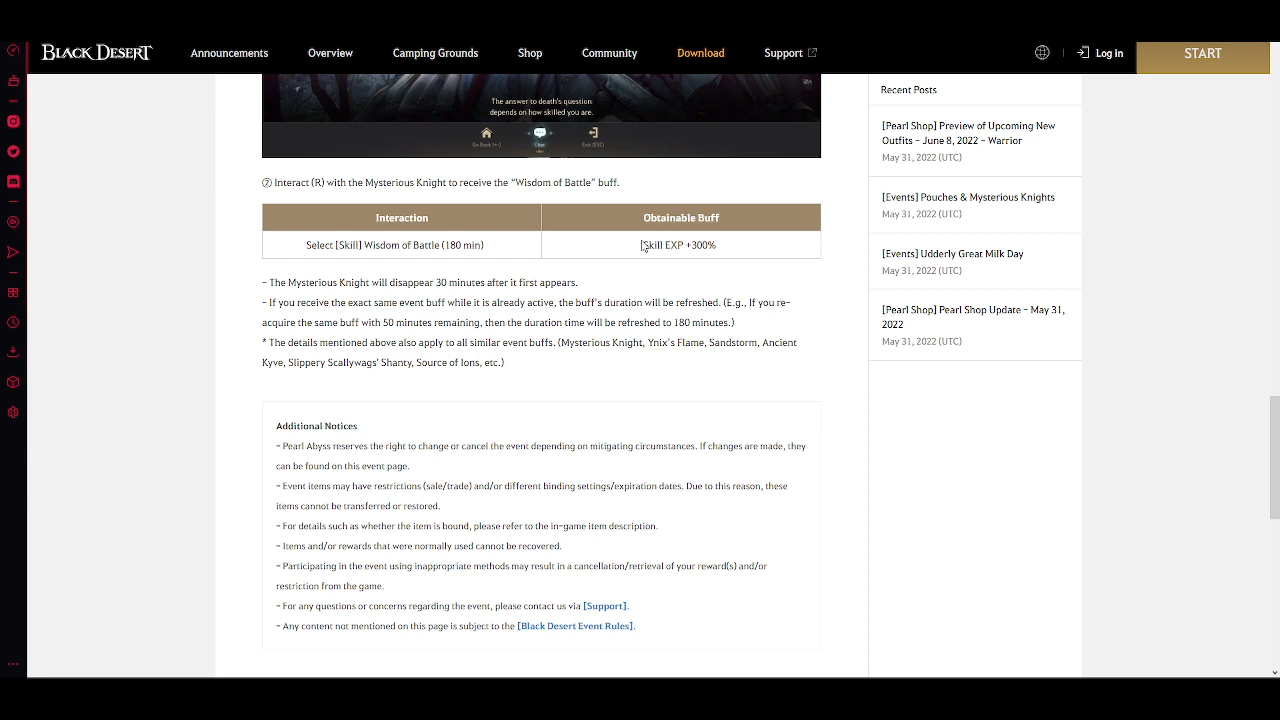 BLACK DESERT
Announcements
Overview
Camping Grounds
Shop
Community
Download
Support
Log in
START
The answer to death's question
depends on how skilled you are.
Exit (ESC)
② Interact (R) with the Mysterious Knight to receive the “Wisdom of Battle” buff.
Interaction
Obtainable Buff
Select [Skill] Wisdom of Battle (180 min)
Skill EXP +300%
– The Mysterious Knight will disappear 30 minutes after it first appears.
– If you receive the exact same event buff while it is already active, the buff's duration will be refreshed. (E.g., If you re-
acquire the same buff with 50 minutes remaining, then the duration time will be refreshed to 180 minutes.)
* The details mentioned above also apply to all similar event buffs. (Mysterious Knight, Ynix's Flame, Sandstorm, Ancient
Kyve, Slippery Scallywags' Shanty, Source of Ions, etc.)
Additional Notices
– Pearl Abyss reserves the right to change or cancel the event depending on mitigating circumstances. If changes are made, they
can be found on this event page.
– Event items may have restrictions (sale/trade) and/or different binding settings/expiration dates. Due to this reason, these
items cannot be transferred or restored.
– For details such as whether the item is bound, please refer to the in-game item description.
– Items and/or rewards that were normally used cannot be recovered.
– Participating in the event using inappropriate methods may result in a cancellation/retrieval of your reward(s) and/or
restriction from the game.
– For any questions or concerns regarding the event, please contact us via [Support].
– Any content not mentioned on this page is subject to the [Black Desert Event Rules].
Recent Posts
[Pearl Shop] Preview of Upcoming New
Outfits – June 8, 2022 – Warrior
May 31, 2022 (UTC)
[Events] Pouches & Mysterious Knights
May 31, 2022 (UTC)
[Events] Udderly Great Milk Day
May 31, 2022 (UTC)
[Pearl Shop] Pearl Shop Update – May 31,
2022
May 31, 2022 (UTC)